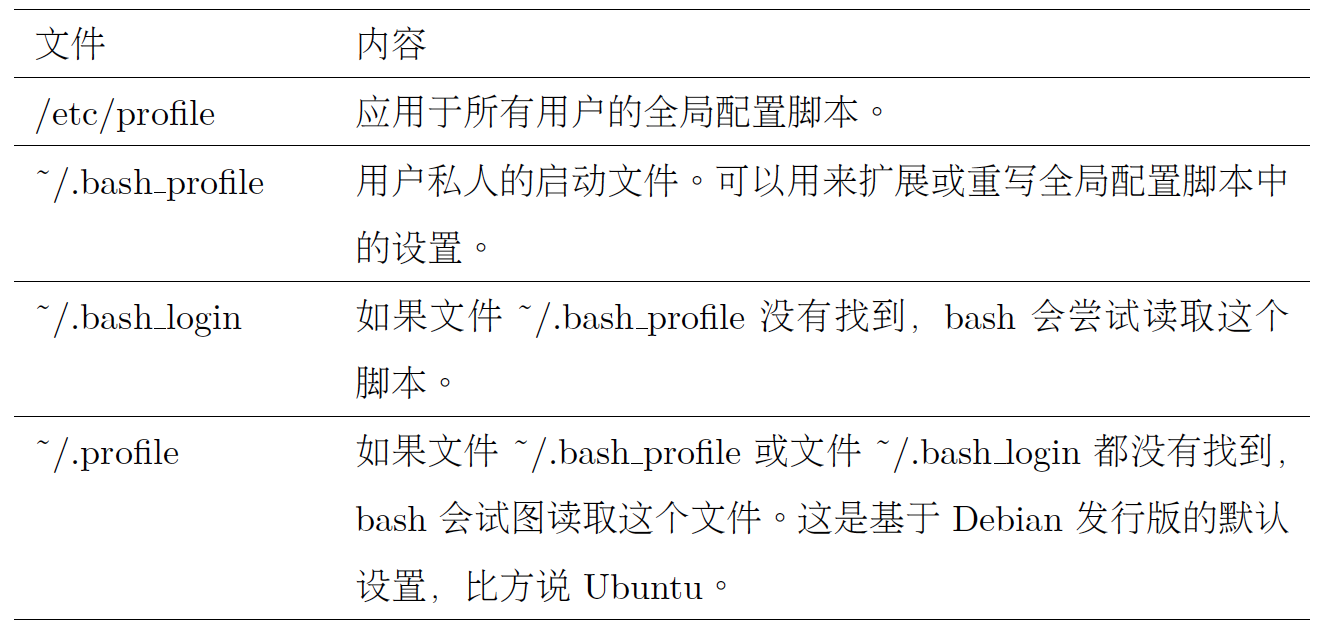 文件 内容
/etc/profile 应用于所有用户的全局配置脚本。
~/.bash_profile 用户私人的启动文件。可以用来扩展或重写全局配置脚本中
的设置。
~/.bash_login 如果文件 ~/.bash_profile 没有找到，bash 会尝试读取这个
脚本。
~/.profile 如果文件 ~/.bash_profile 或文件 ~/.bash_login 都没有找到，
bash 会试图读取这个文件。这是基于 Debian 发行版的默认
设置，比方说 Ubuntu。